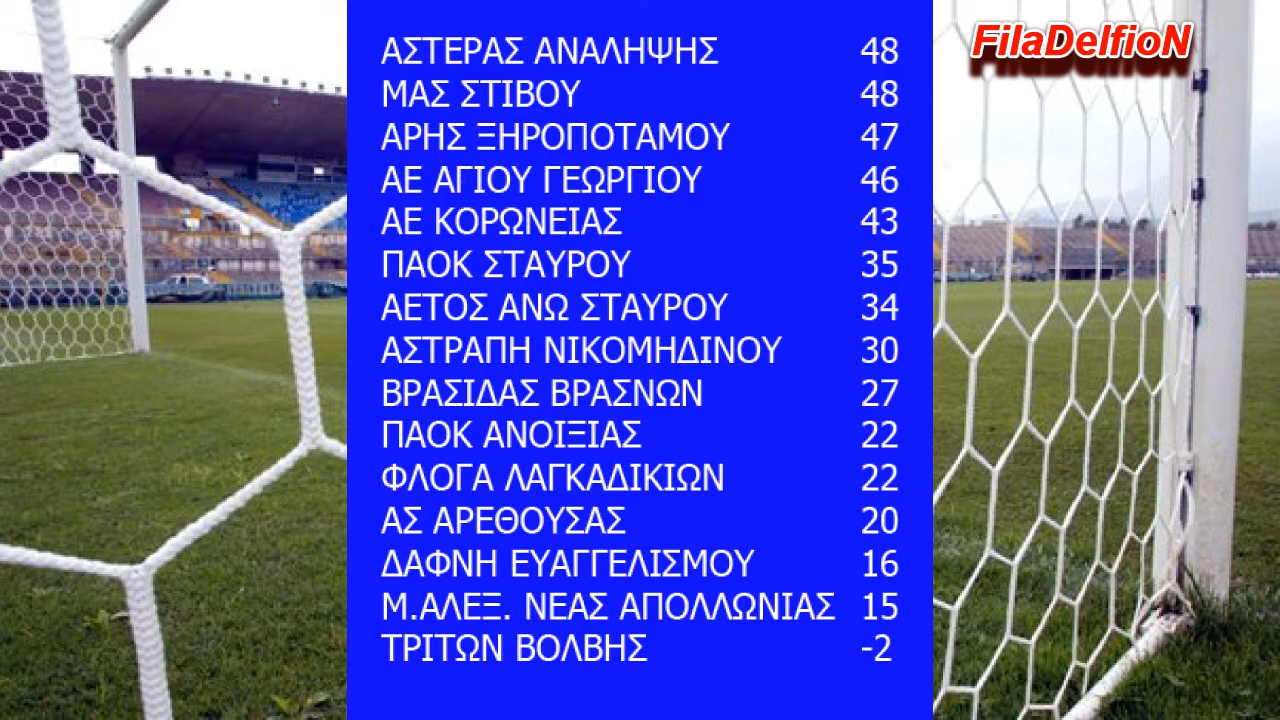 FilaDelfioN
ΑΣΤΕΡΑΣ ΑΝΑΛΗΨΗΣ 48
ΜΑΣ ΣΤΙΒΟΥ 48
ΑΡΗΣ ΞΗΡΟΠΟΤΑΜΟΥ 47
ΑΕ ΑΓΙΟΥ ΓΕΩΡΓΙΟΥ 46
ΑΕ ΚΟΡΩΝΕΙΑΣ 43
ΠΑΟΚ ΣΤΑΥΡΟΥ 35
ΑΕΤΟΣ ΑΝΩ ΣΤΑΥΡΟΥ 34
ΑΣΤΡΑΠΗ ΝΙΚΟΜΗΔΙΝΟΥ 30
ΒΡΑΣΙΔΑΣ ΒΡΑΣΝΩΝ 27
ΠΑΟΚ ΑΝΟΙΞΙΑΣ 22
ΦΛΟΓΑ ΛΑΓΚΑΔΙΚΙΩΝ 22
ΑΣ ΑΡΕΘΟΥΣΑΣ 20
ΔΑΦΝΗ ΕΥΑΓΓΕΛΙΣΜΟΥ 16
Μ.ΑΛΕΞ. ΝΕΑΣ ΑΠΟΛΛΩΝΙΑΣ 15
ΤΡΙΤΩΝ ΒΟΛΒΗΣ -2